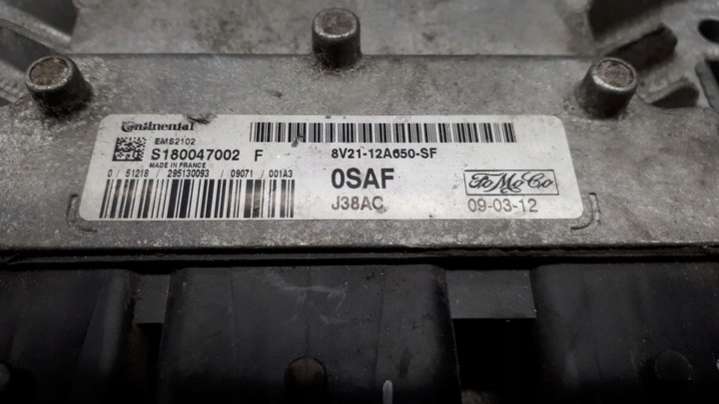 Continental
EMS2102
S180047002 F
MADE IN FRANCE
0 / 51218 / 295130093 / 09071 / 001A3
8V21-12A650-SF
0SAF
J38AC
FoMoCo
09-03-12